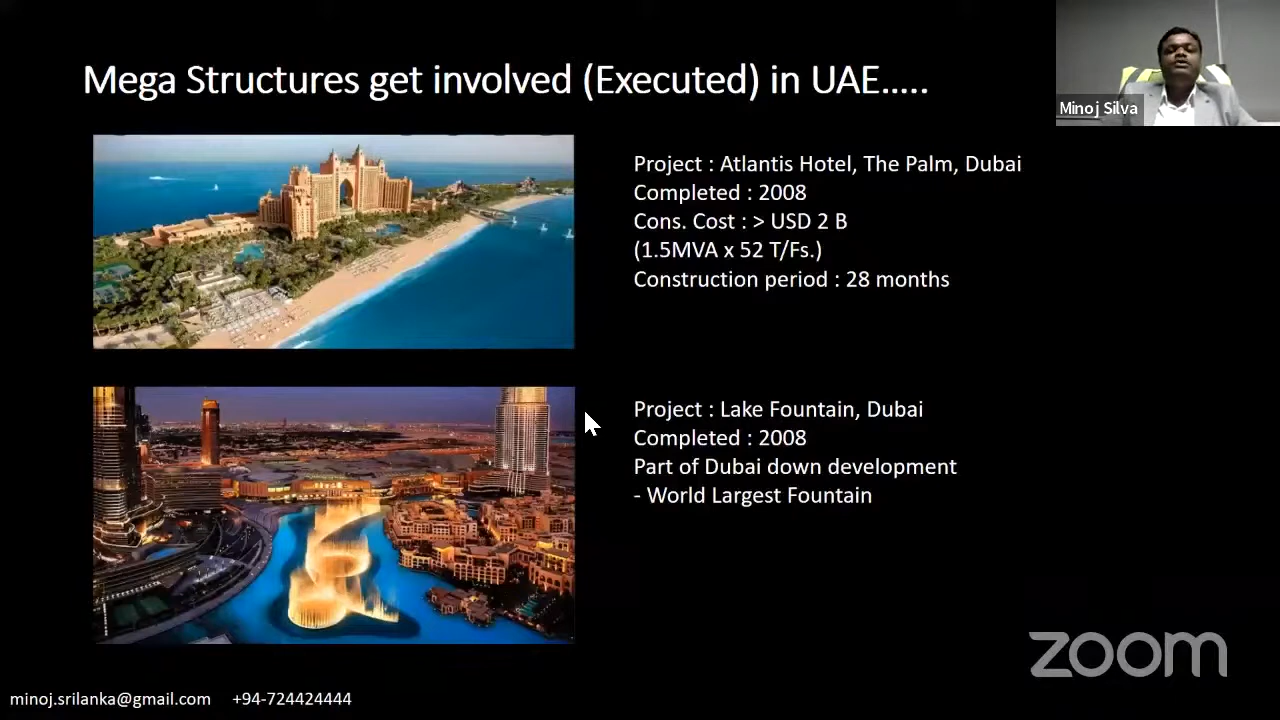 Mega Structures get involved (Executed) in UAE.....
Minoj Silva
Project : Atlantis Hotel, The Palm, Dubai
Completed : 2008
Cons. Cost : > USD 2 B
(1.5MVA x 52 T/Fs.)
Construction period : 28 months
Project : Lake Fountain, Dubai
Completed : 2008
Part of Dubai down development
- World Largest Fountain
zoom
minoj.srilanka@gmail.com +94-724424444